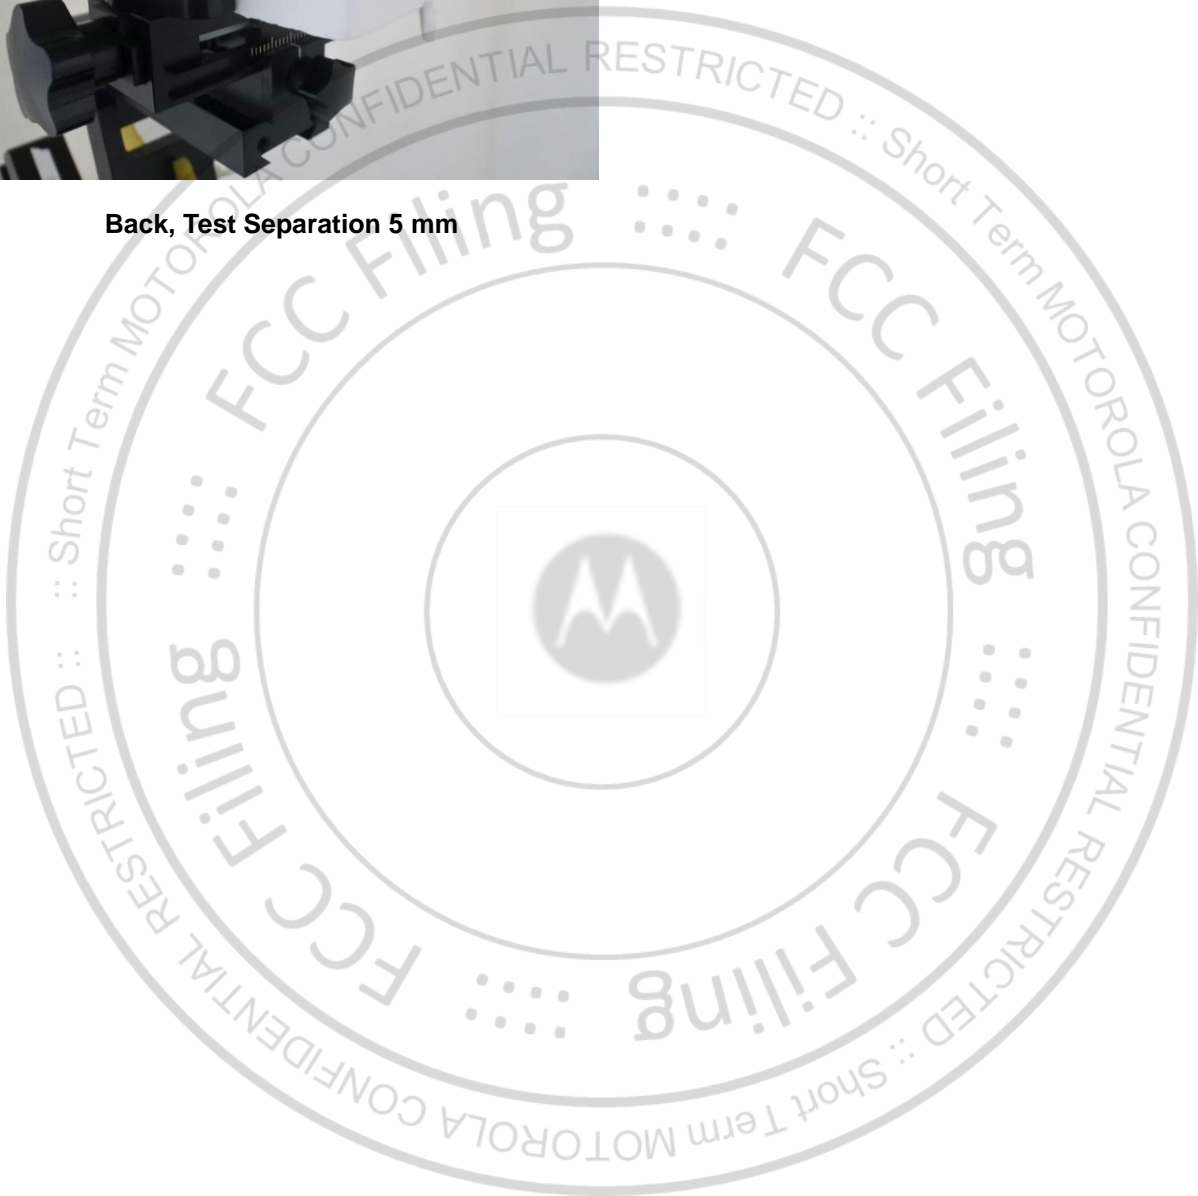 Back, Test Separation 5 mm
:: Short Term MOTOROLA CONFIDENTIAL RESTRICTED :: Short Term MOTOROLA CONFIDENTIAL RESTRICTED :: Short Term MOTOROLA CONFIDENTIAL RESTRICTED ::
FCC Filing :::: FCC Filing :::: FCC Filing :::: FCC Filing ::::